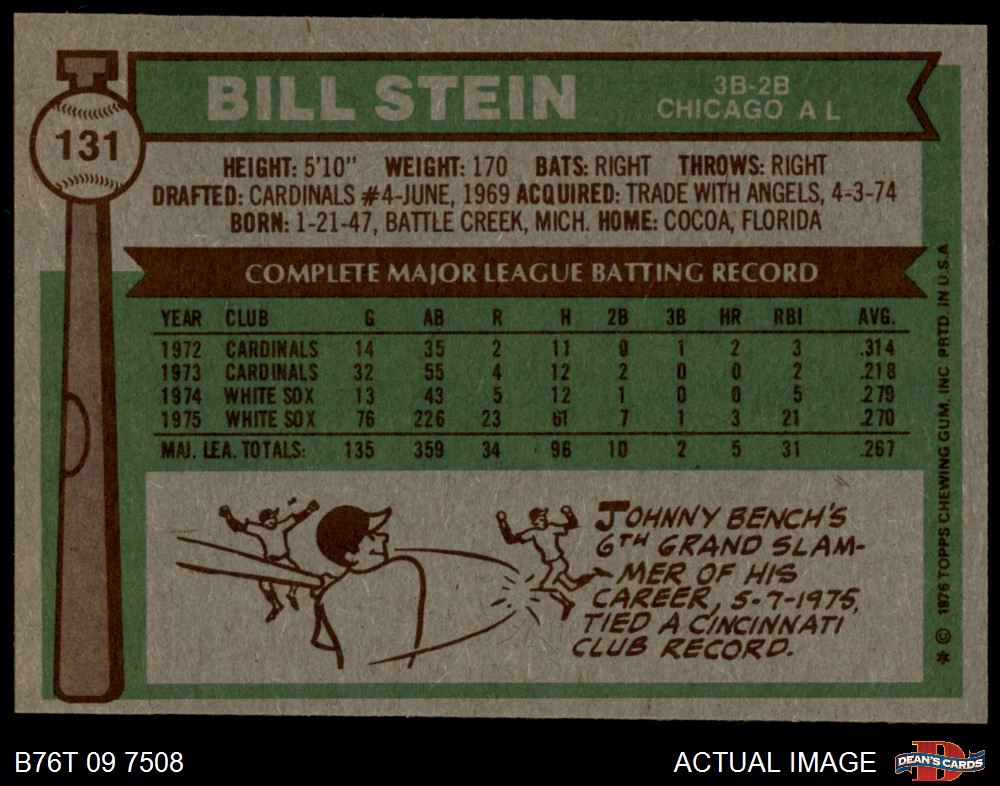 BILL STEIN
3B-2B
CHICAGO A L
131
HEIGHT: 5'10" WEIGHT: 170 BATS: RIGHT THROWS: RIGHT
DRAFTED: CARDINALS #4-JUNE, 1969 ACQUIRED: TRADE WITH ANGELS, 4-3-74
BORN: 1-21-47, BATTLE CREEK, MICH. HOME: COCOA, FLORIDA
COMPLETE MAJOR LEAGUE BATTING RECORD
YEAR CLUB G AB R H 2B 3B HR RBI AVG.
1972 CARDINALS 14 35 2 11 0 1 2 3 .314
1973 CARDINALS 32 55 4 12 2 0 0 2 .218
1974 WHITE SOX 13 43 5 12 1 0 0 5 .279
1975 WHITE SOX 76 226 23 61 7 1 3 21 .270
MAJ. LEA. TOTALS: 135 359 34 96 10 2 5 31 .267
JOHNNY BENCH'S
6TH GRAND SLAM-
MER OF HIS
CAREER, 5-7-1975,
TIED A CINCINNATI
CLUB RECORD.
* © 1976 TOPPS CHEWING GUM, INC PRTD. IN U.S.A
B76T 09 7508
ACTUAL IMAGE
DEAN'S CARDS